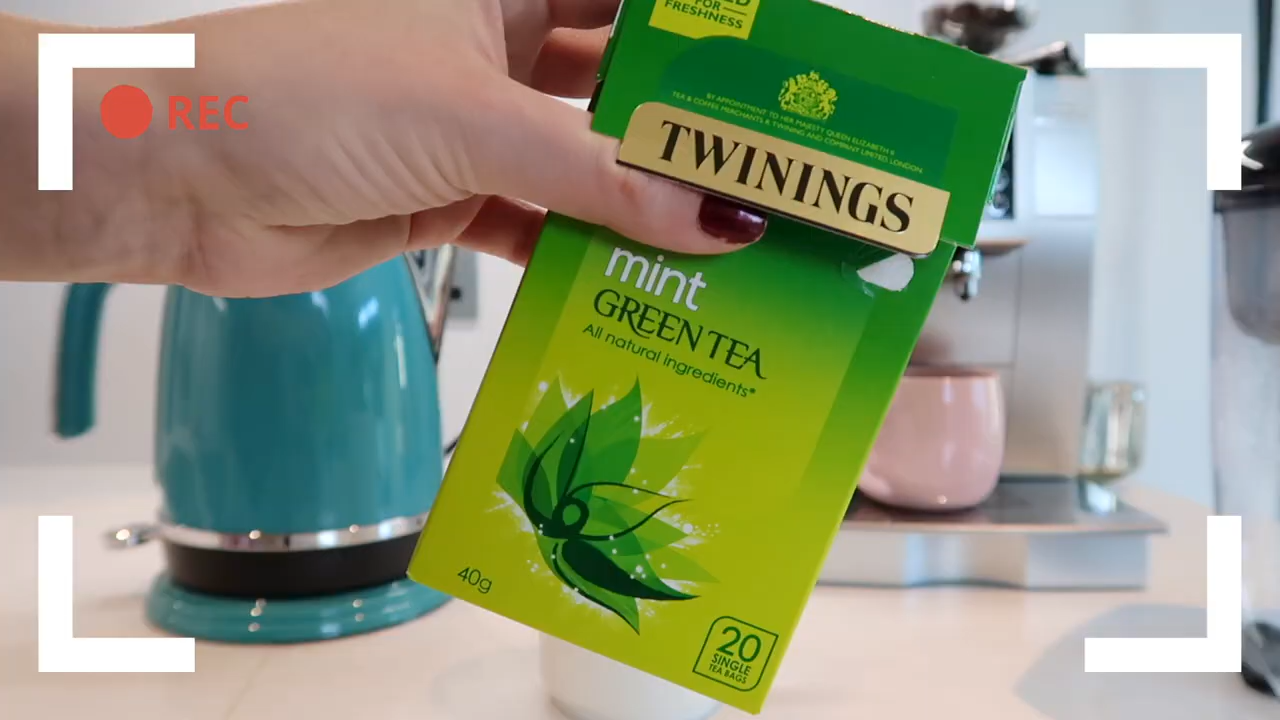 REC
FOR
FRESHNESS
BY APPOINTMENT TO HER MAJESTY QUEEN ELIZABETH II
TEA & COFFEE MERCHANTS R. TWINING AND COMPANY LIMITED, LONDON
TWININGS
mint
GREEN TEA
All natural ingredients*
40g
20
SINGLE
TEA BAGS